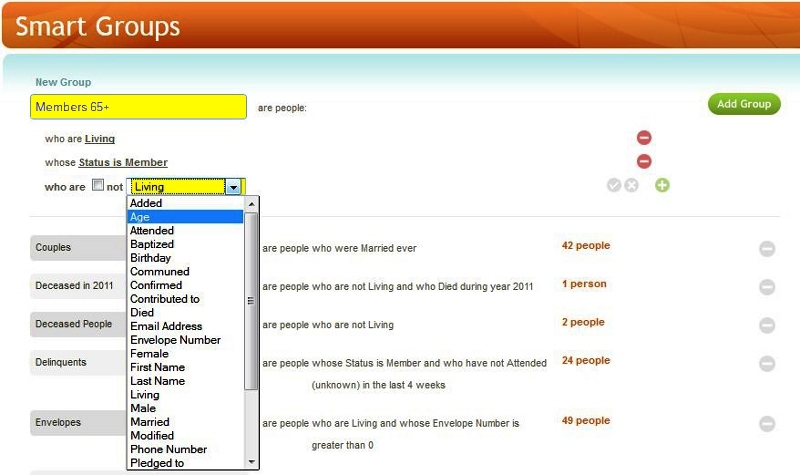 Smart Groups
New Group
Members 65+ are people: Add Group
who are Living
whose Status is Member
who are not Living
Added
Age
Attended
Baptized
Birthday
Communed
Confirmed
Contributed to
Died
Email Address
Envelope Number
Female
First Name
Last Name
Living
Male
Married
Modified
Phone Number
Pledged to
Couples are people who were Married ever 42 people
Deceased in 2011 are people who are not Living and who Died during year 2011 1 person
Deceased People are people who are not Living 2 people
Delinquents are people whose Status is Member and who have not Attended 24 people
(unknown) in the last 4 weeks
Envelopes are people who are Living and whose Envelope Number is 49 people
greater than 0